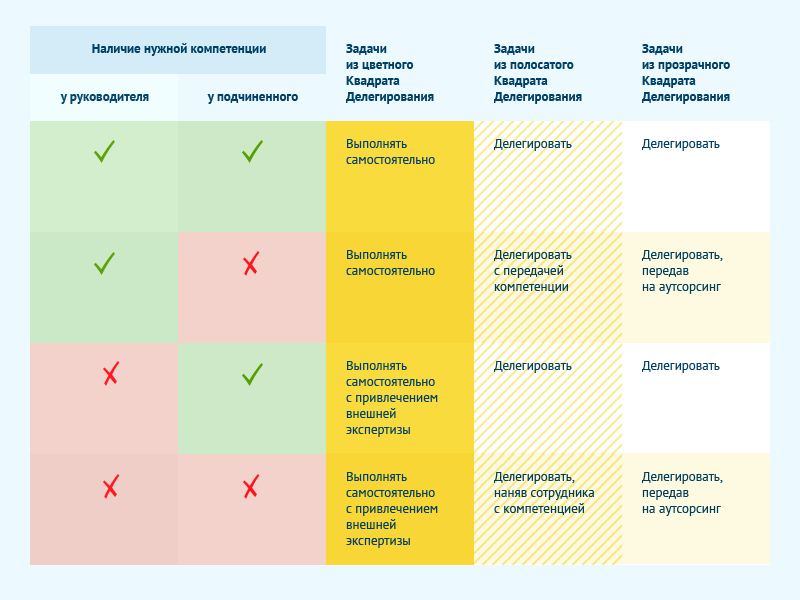 Наличие нужной компетенции
у руководителя
у подчиненного
Задачи
из цветного
Квадрата
Делегирования
Задачи
из полосатого
Квадрата
Делегирования
Задачи
из прозрачного
Квадрата
Делегирования
Выполнять
самостоятельно
Делегировать
Делегировать
Выполнять
самостоятельно
Делегировать
с передачей
компетенции
Делегировать,
передав
на аутсорсинг
Выполнять
самостоятельно
с привлечением
внешней
экспертизы
Делегировать
Делегировать
Выполнять
самостоятельно
с привлечением
внешней
экспертизы
Делегировать,
наняв сотрудника
с компетенцией
Делегировать,
передав
на аутсорсинг